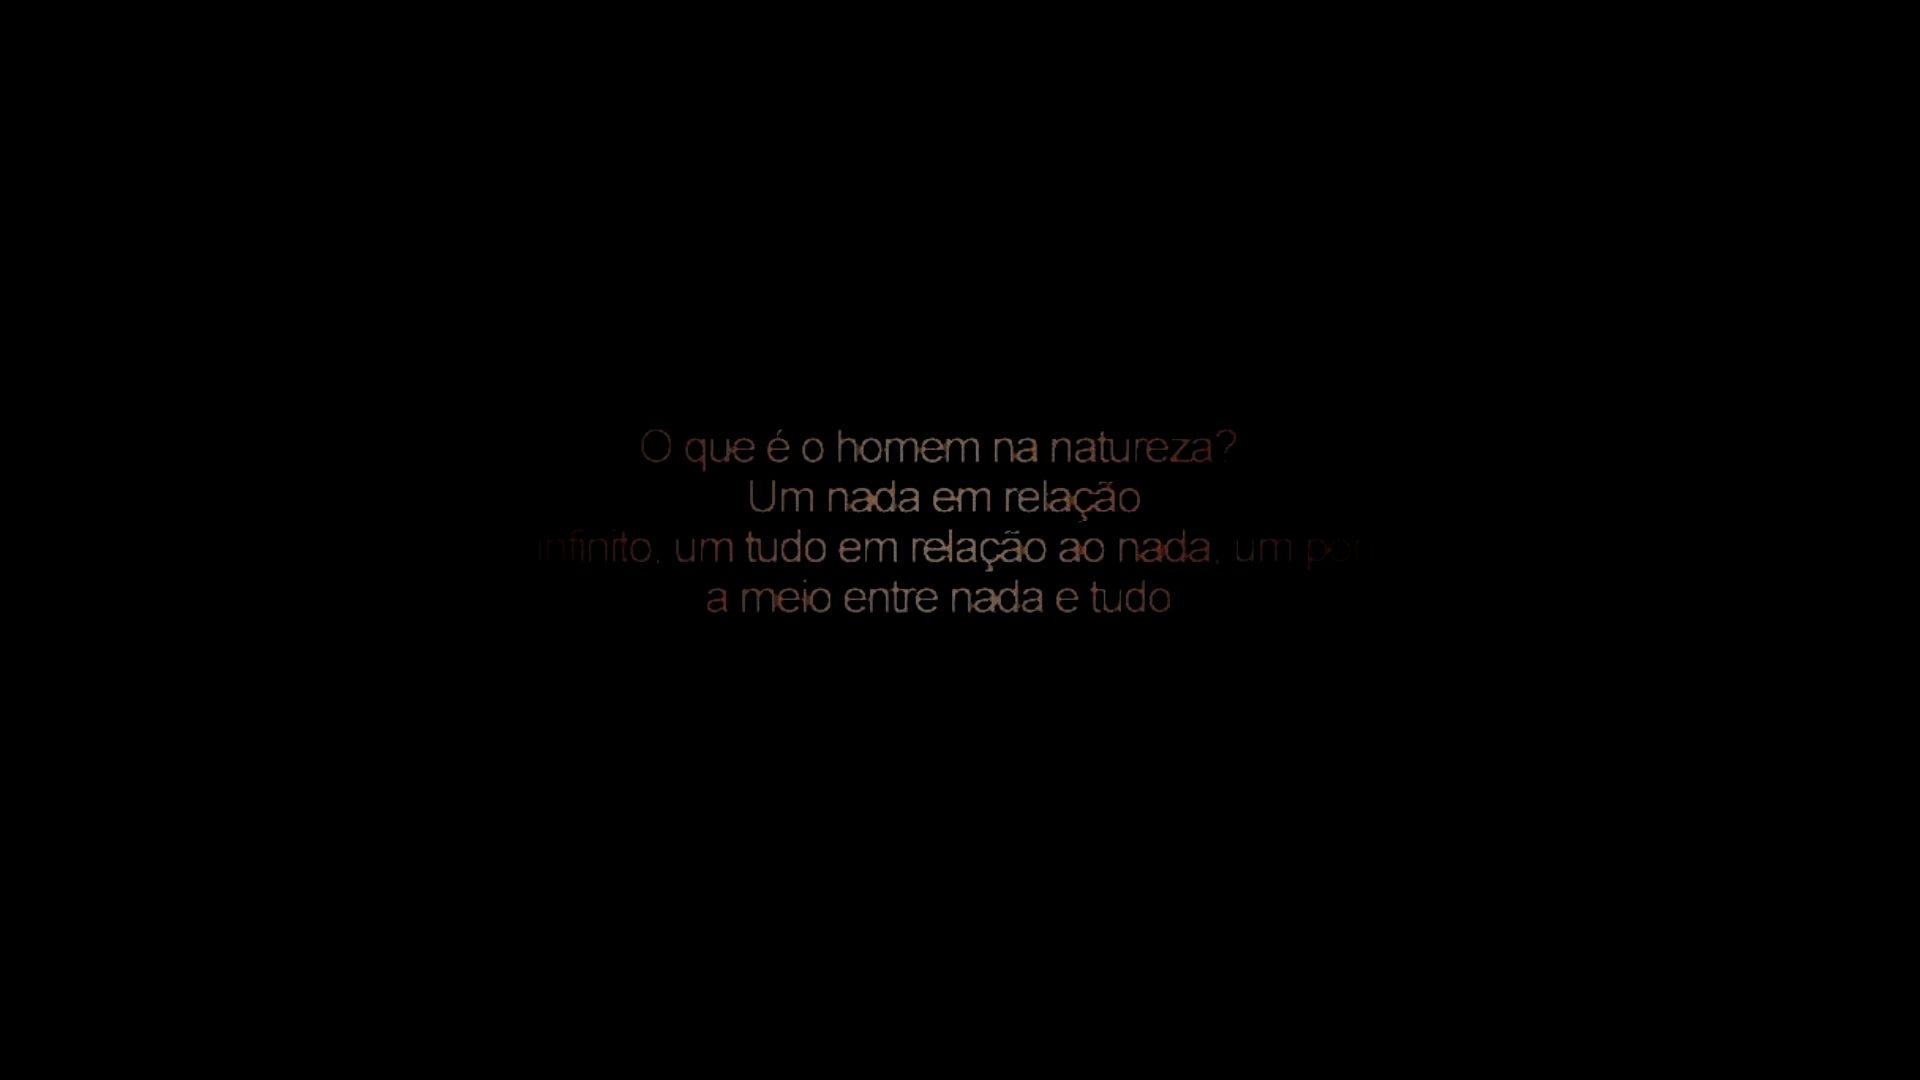 O que é o homem na natureza?
Um nada em relação
infinito, um tudo em relação ao nada, um
a meio entre nada e tudo